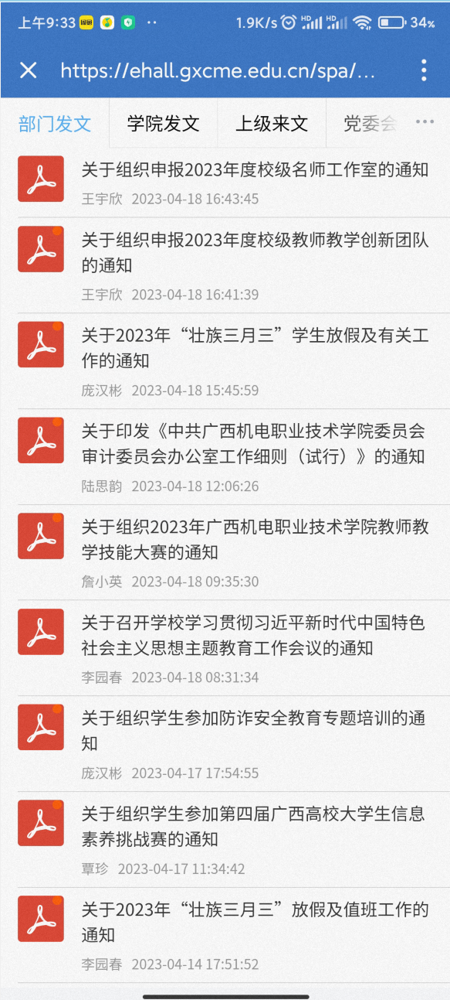 上午9:33
1.9K/s
HD
HD
34%
https://ehall.gxcme.edu.cn/spa/...
部门发文 学院发文 上级来文 党委会
关于组织申报2023年度校级名师工作室的通知
王宇欣 2023-04-18 16:43:45
关于组织申报2023年度校级教师教学创新团队
的通知
王宇欣 2023-04-18 16:41:39
关于2023年“壮族三月三”学生放假及有关工
作的通知
庞汉彬 2023-04-18 15:45:59
关于印发《中共广西机电职业技术学院委员会
审计委员会办公室工作细则（试行）》的通知
陆思韵 2023-04-18 12:06:26
关于组织2023年广西机电职业技术学院教师教
学技能大赛的通知
詹小英 2023-04-18 09:35:30
关于召开学校学习贯彻习近平新时代中国特色
社会主义思想主题教育工作会议的通知
李园春 2023-04-18 08:31:34
关于组织学生参加防诈安全教育专题培训的通
知
庞汉彬 2023-04-17 17:54:55
关于组织学生参加第四届广西高校大学生信息
素养挑战赛的通知
覃珍 2023-04-17 11:34:42
关于2023年“壮族三月三”放假及值班工作的
通知
李园春 2023-04-14 17:51:52